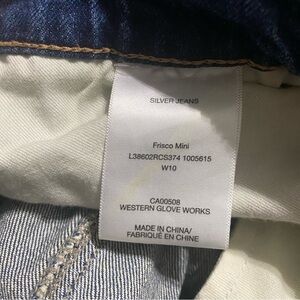 SILVER JEANS
Frisco Mini
L38602RCS374 1005615
W10
CA00508
WESTERN GLOVE WORKS
MADE IN CHINA/
FABRIQUÉ EN CHINE